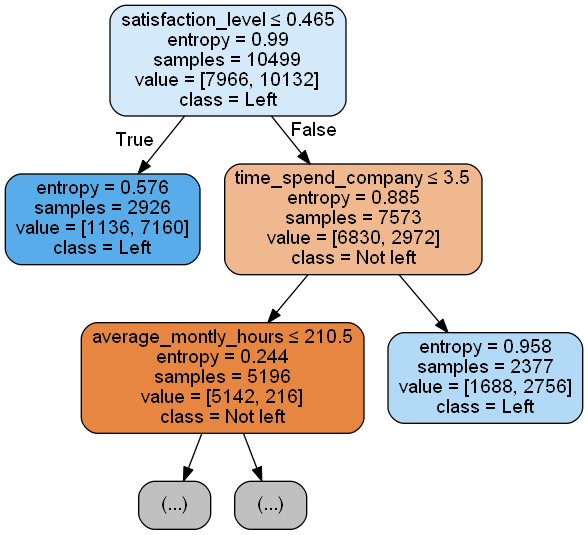 satisfaction_level ≤ 0.465
entropy = 0.99
samples = 10499
value = [7966, 10132]
class = Left
True
False
entropy = 0.576
samples = 2926
value = [1136, 7160]
class = Left
time_spend_company ≤ 3.5
entropy = 0.885
samples = 7573
value = [6830, 2972]
class = Not left
average_montly_hours ≤ 210.5
entropy = 0.244
samples = 5196
value = [5142, 216]
class = Not left
entropy = 0.958
samples = 2377
value = [1688, 2756]
class = Left
(...)
(...)